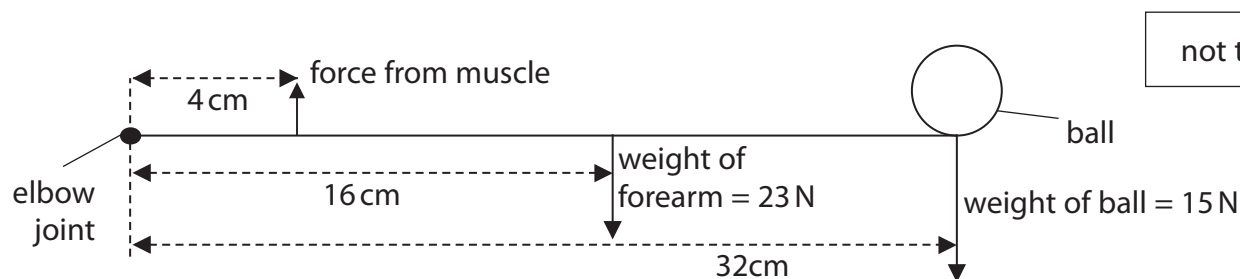 not t
force from muscle
4 cm
ball
elbow
joint
16 cm
weight of
forearm = 23 N
weight of ball = 15 N
32cm